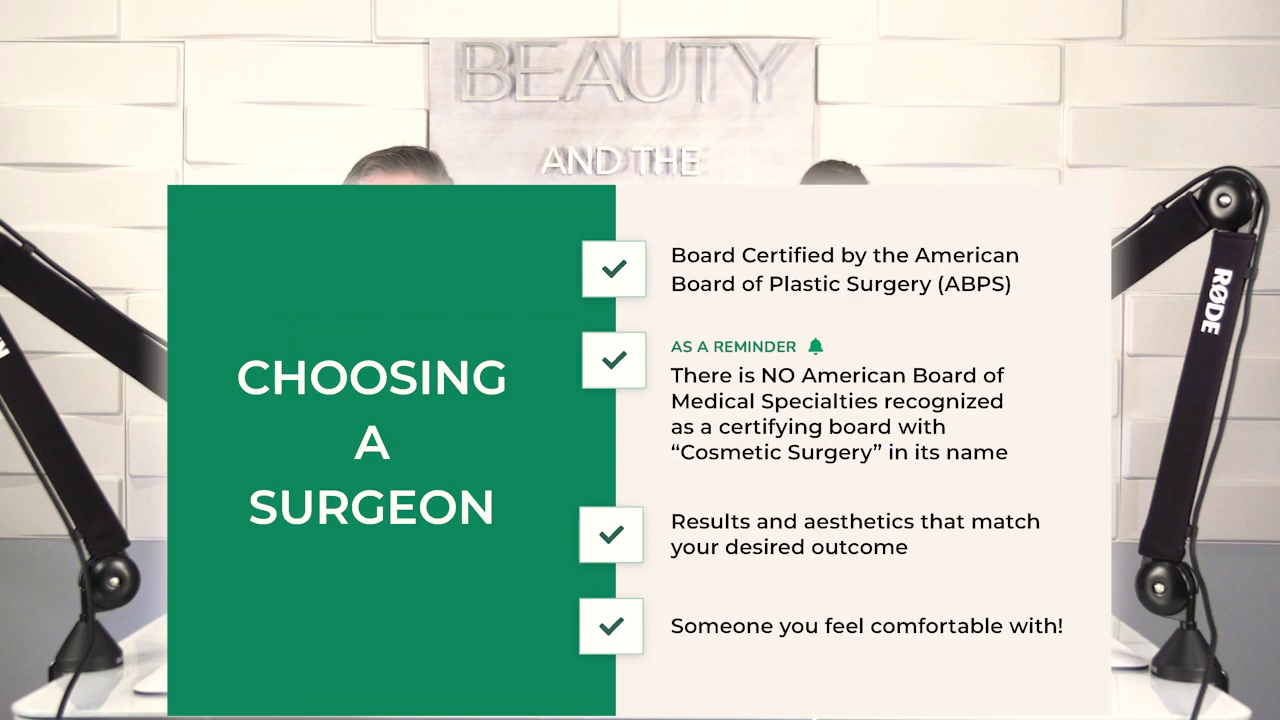 BEAUTY
AND THE
CHOOSING
A
SURGEON
Board Certified by the American
Board of Plastic Surgery (ABPS)
AS A REMINDER
There is NO American Board of
Medical Specialties recognized
as a certifying board with
“Cosmetic Surgery” in its name
Results and aesthetics that match
your desired outcome
Someone you feel comfortable with!
RØDE